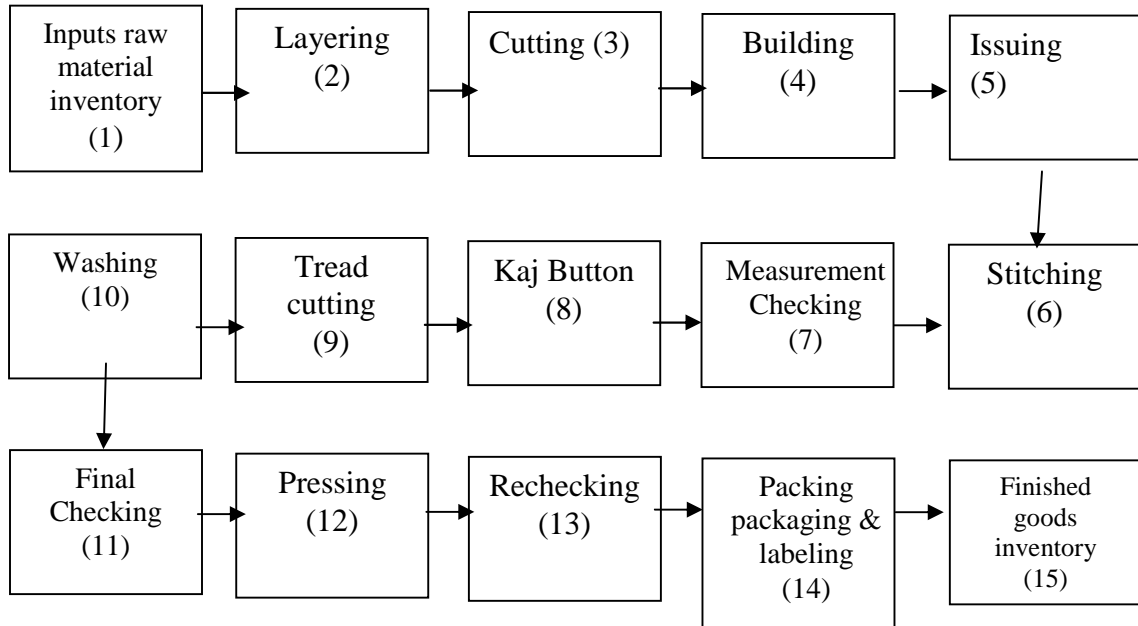 Inputs raw
material
inventory
(1)
Layering
(2)
Cutting (3)
Building
(4)
Issuing
(5)
Washing
(10)
Tread
cutting
(9)
Kaj Button
(8)
Measurement
Checking
(7)
Stitching
(6)
Final
Checking
(11)
Pressing
(12)
Rechecking
(13)
Packing
packaging &
labeling
(14)
Finished
goods
inventory
(15)